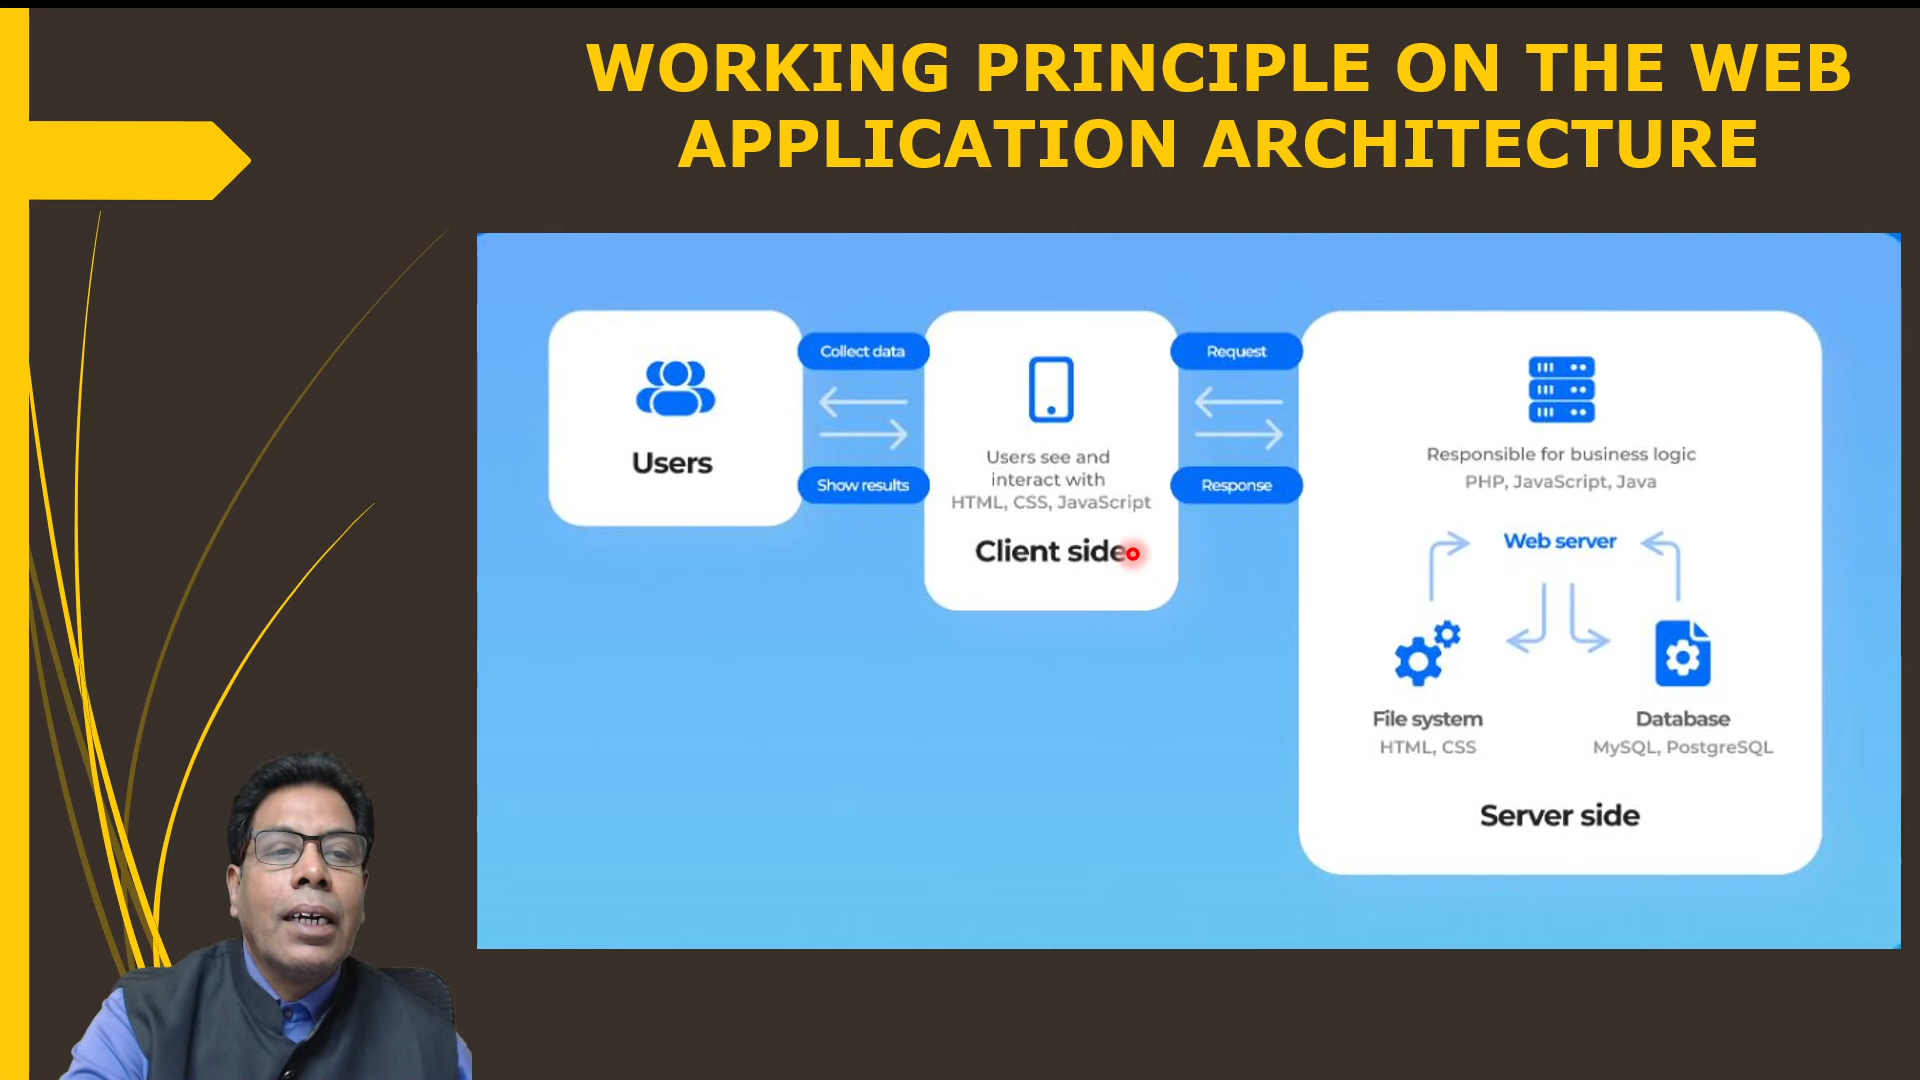 WORKING PRINCIPLE ON THE WEB
APPLICATION ARCHITECTURE
Users
Collect data
Show results
Users see and
interact with
HTML, CSS, JavaScript
Client side
Request
Response
Responsible for business logic
PHP, JavaScript, Java
Web server
File system
HTML, CSS
Database
MySQL, PostgreSQL
Server side